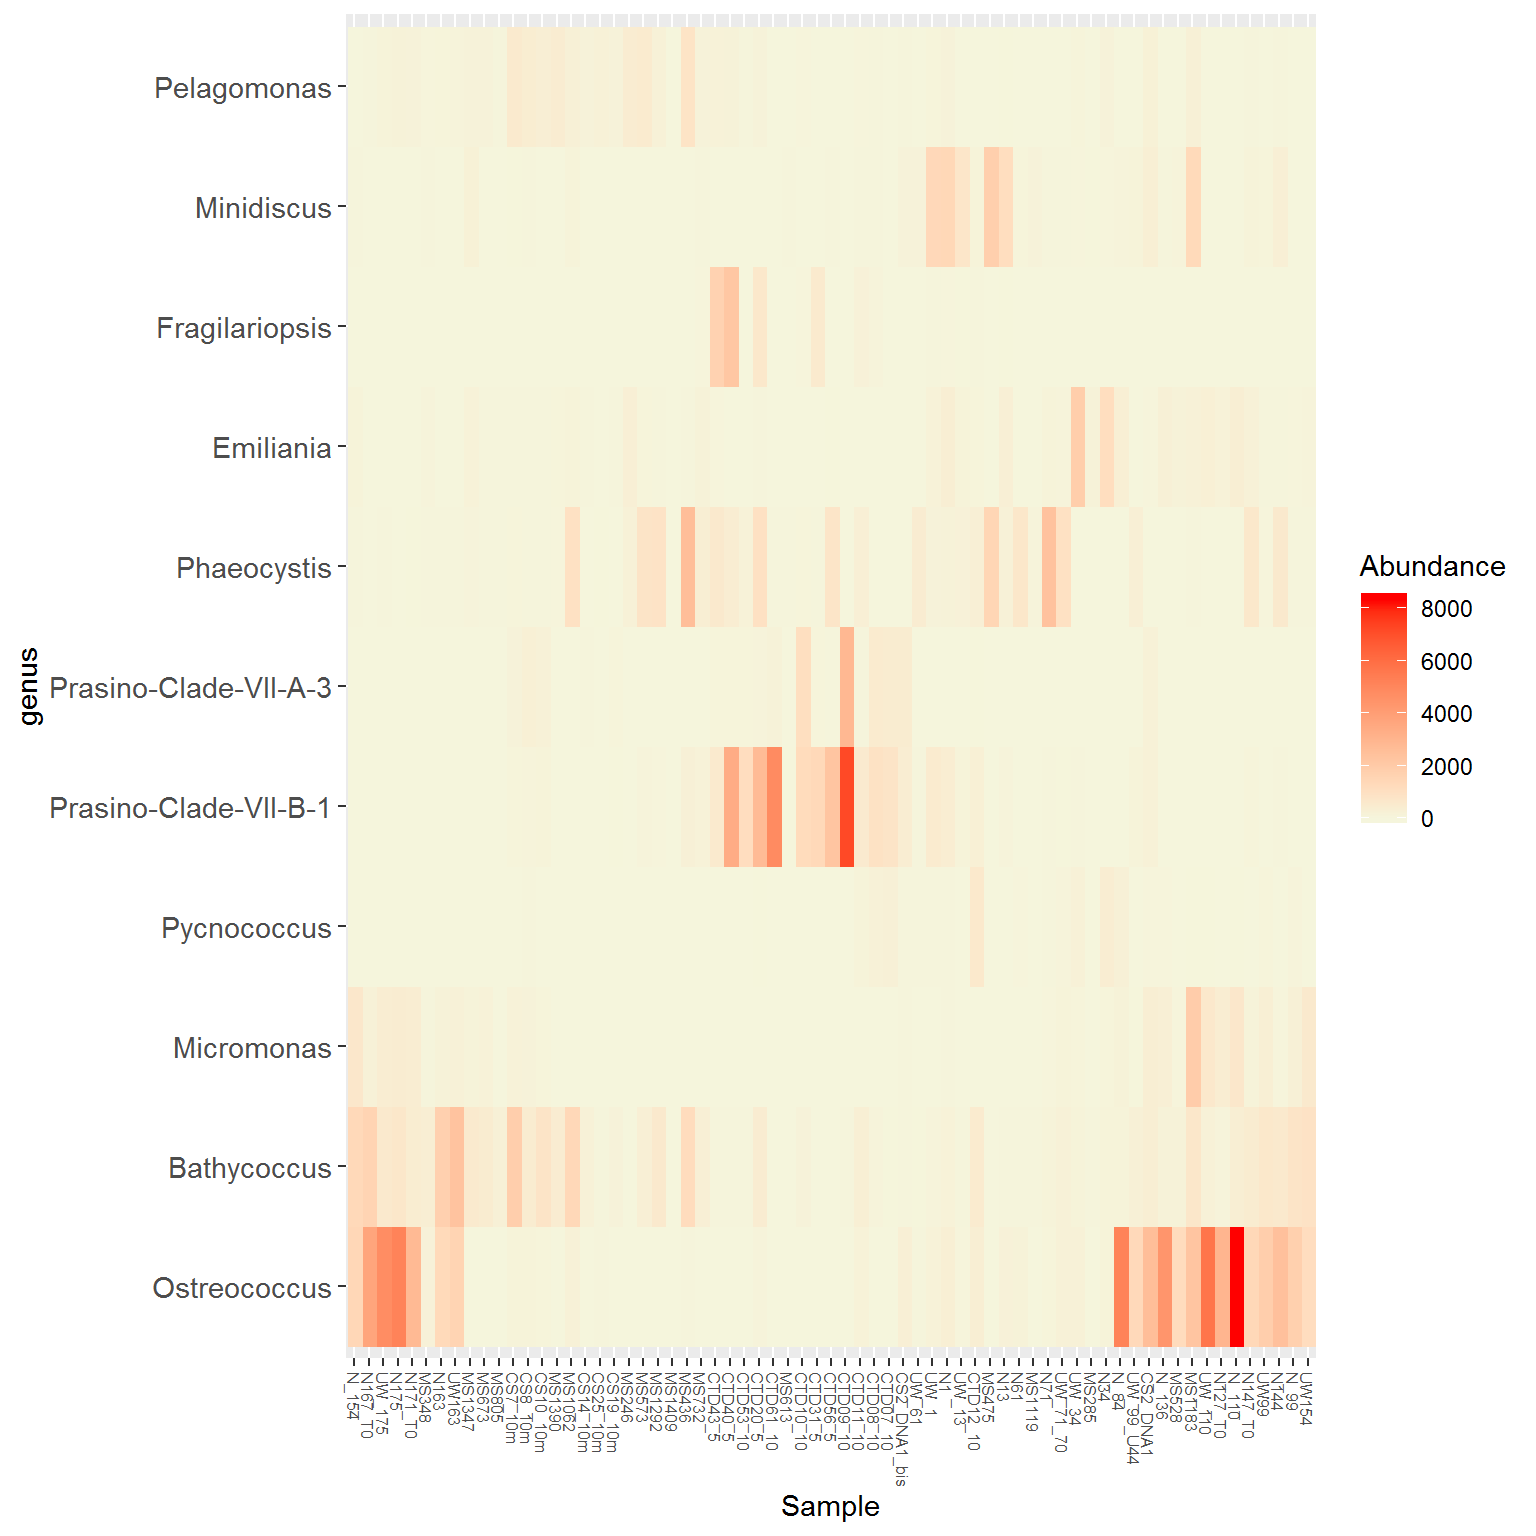 Pelagomonas
Minidiscus
Fragilariopsis
Emiliania
Phaeocystis
Prasino-Clade-VII-A-3
Prasino-Clade-VII-B-1
Pycnococcus
Micromonas
Bathycoccus
Ostreococcus
genus
N_154
N167_T0
UW_175
N175_
N171_T0
MS348
N163
UW163
MS1347
MS673
MS805
CS7_10m
CS8_10m
CS10_10m
MS1390
MS1062
CS14_10m
CS25_10m
CS19_10m
MS246
MS573
MS1292
MS1409
MS436
MS732
CTD43_5
CTD40_5
CTD53_10
CTD20_5
CTD61_10
MS613
CTD10_10
CTD31_5
CTD56_5
CTD09_10
CTD11_10
CTD08_10
CTD07_10
CS2_DNA1_bis
UW_61
UW_1
N1_
UW_13
CTD12_10
MS475
N13
N61
MS1119
N71
UW_71_70
UW_34
MS285
N34
N_84
UW_99_U44
CS2_DNA1
N_136
MS528
MS1183
UW_110
N127_T0
N_110
N147_T0
UW99
N144
N_99
UW154
Sample
Abundance
8000
6000
4000
2000
0